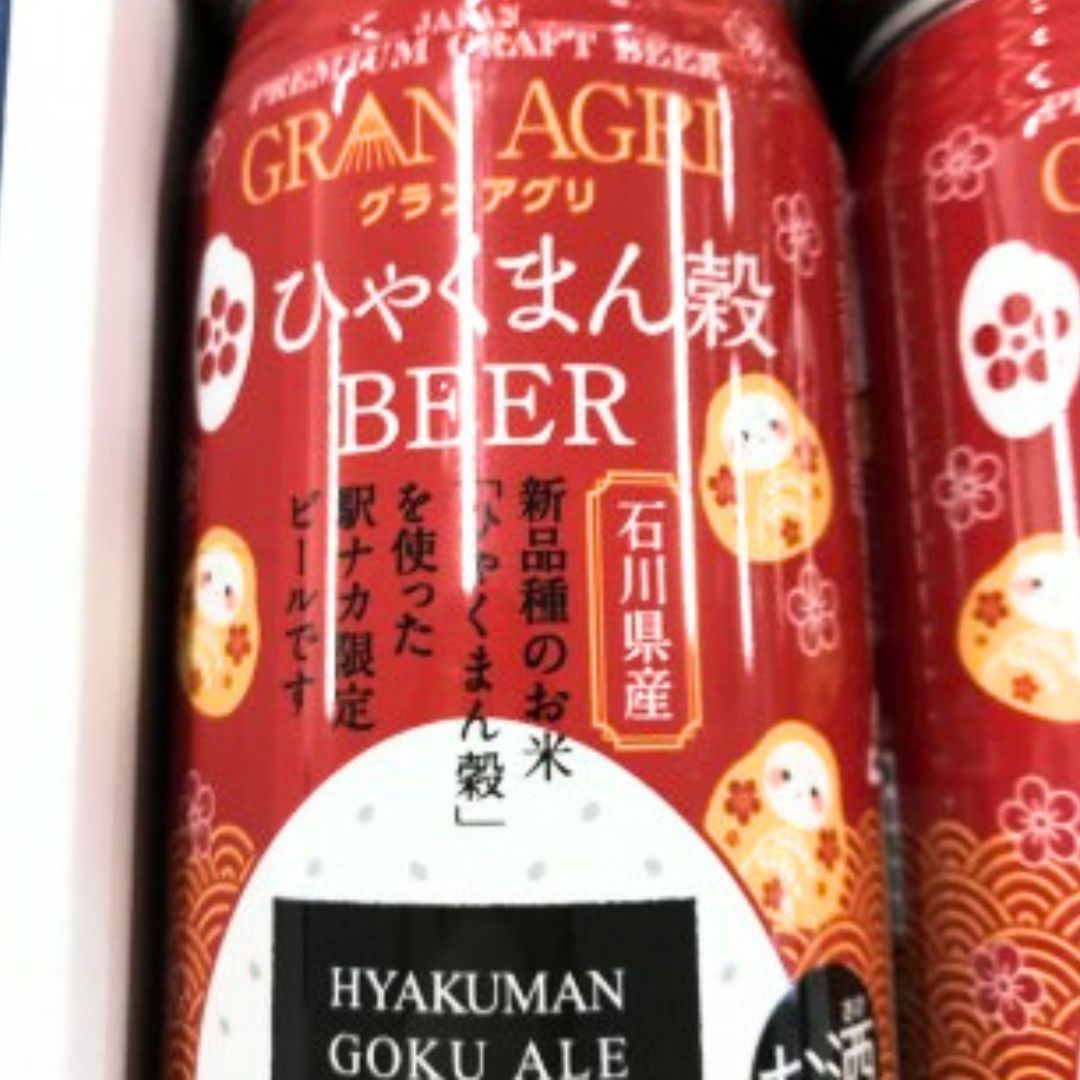 JAPAN
PREMIUM CRAFT BEER
GRAN AGRI
グランアグリ
ひゃくまん穀
BEER
石川県産
新品種のお米
「ひゃくまん穀」
を使った
駅ナカ限定
ビールです
HYAKUMAN
GOKU ALE
お酒